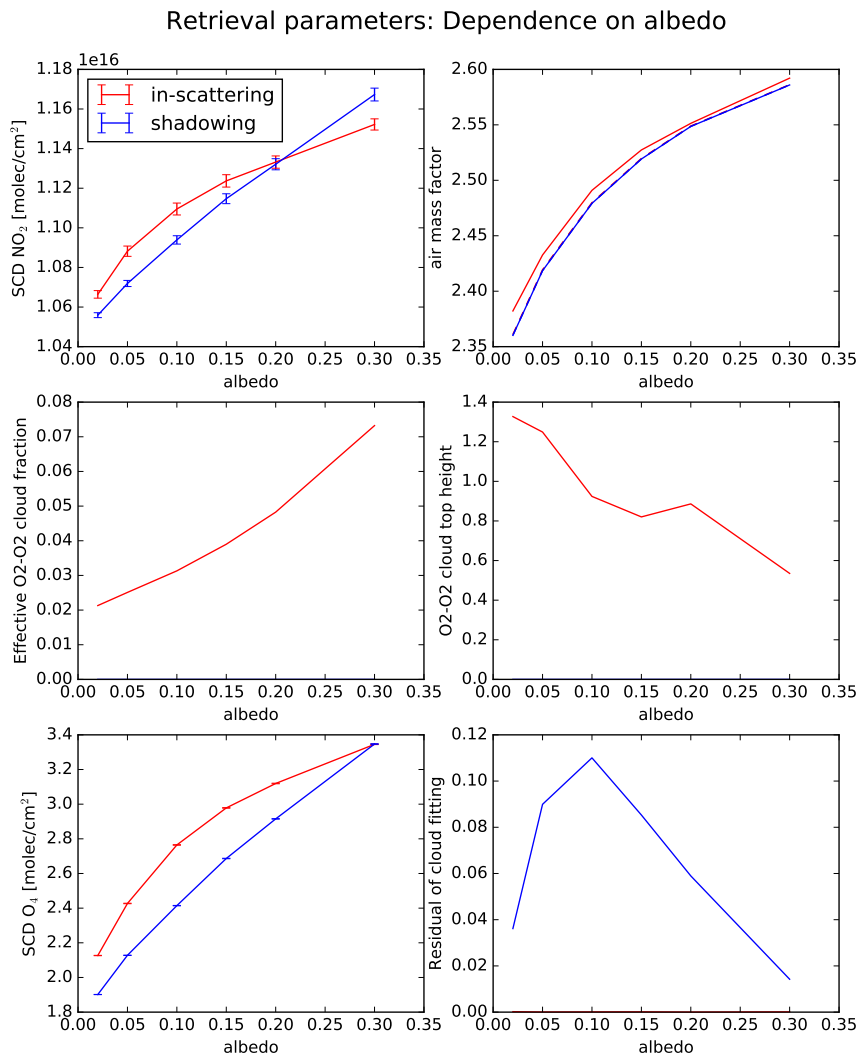 Retrieval parameters: Dependence on albedo
1e16
1.18
1.16
1.14
1.12
1.10
1.08
1.06
1.04
SCD NO₂ [molec/cm²]
in-scattering
shadowing
0.00 0.05 0.10 0.15 0.20 0.25 0.30 0.35
albedo
2.60
2.55
2.50
2.45
2.40
2.35
air mass factor
0.00 0.05 0.10 0.15 0.20 0.25 0.30 0.35
albedo
0.08
0.07
0.06
0.05
0.04
0.03
0.02
0.01
0.00
Effective O2-O2 cloud fraction
0.00 0.05 0.10 0.15 0.20 0.25 0.30 0.35
albedo
1.4
1.2
1.0
0.8
0.6
0.4
0.2
0.0
O2-O2 cloud top height
0.00 0.05 0.10 0.15 0.20 0.25 0.30 0.35
albedo
3.4
3.2
3.0
2.8
2.6
2.4
2.2
2.0
1.8
SCD O₄ [molec/cm²]
0.00 0.05 0.10 0.15 0.20 0.25 0.30 0.35
albedo
0.12
0.10
0.08
0.06
0.04
0.02
0.00
Residual of cloud fitting
0.00 0.05 0.10 0.15 0.20 0.25 0.30 0.35
albedo